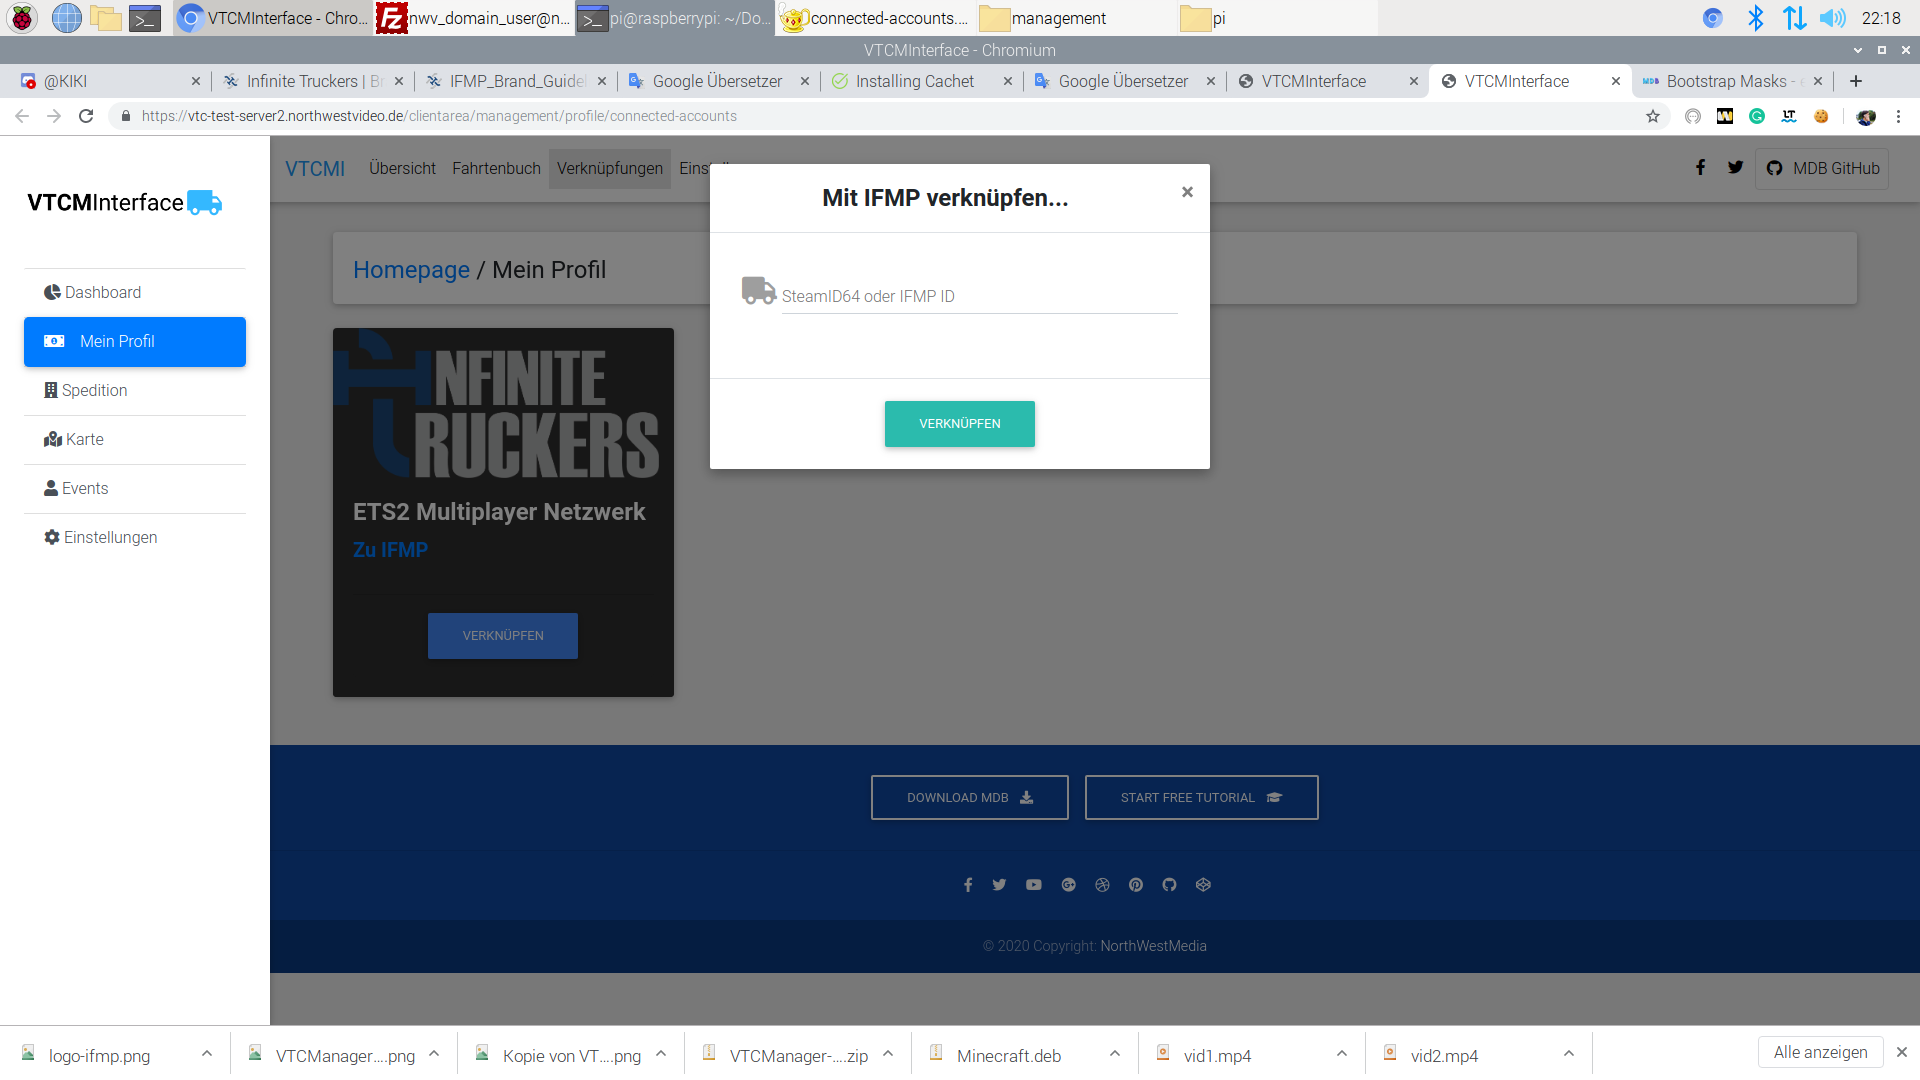 VTCMInterface - Chro...
nwv_domain_user@n...
pi@raspberrypi: ~/Do...
connected-accounts....
management
pi
22:18
VTCMInterface - Chromium
@KIKI
Infinite Truckers | Br
IFMP_Brand_Guidel
Google Übersetzer
Installing Cachet
Google Übersetzer
VTCMInterface
VTCMInterface
Bootstrap Masks -
https://vtc-test-server2.northwestvideo.de/clientarea/management/profile/connected-accounts
VTCMInterface
Dashboard
Mein Profil
Spedition
Karte
Events
Einstellungen
VTCMI
Übersicht
Fahrtenbuch
Verknüpfungen
MDB GitHub
Homepage / Mein Profil
INFINITE
TRUCKERS
ETS2 Multiplayer Netzwerk
Zu IFMP
VERKNÜPFEN
Mit IFMP verknüpfen...
×
SteamID64 oder IFMP ID
VERKNÜPFEN
DOWNLOAD MDB
START FREE TUTORIAL
© 2020 Copyright: NorthWestMedia
logo-ifmp.png
VTCManager....png
Kopie von VT....png
VTCManager-....zip
Minecraft.deb
vid1.mp4
vid2.mp4
Alle anzeigen